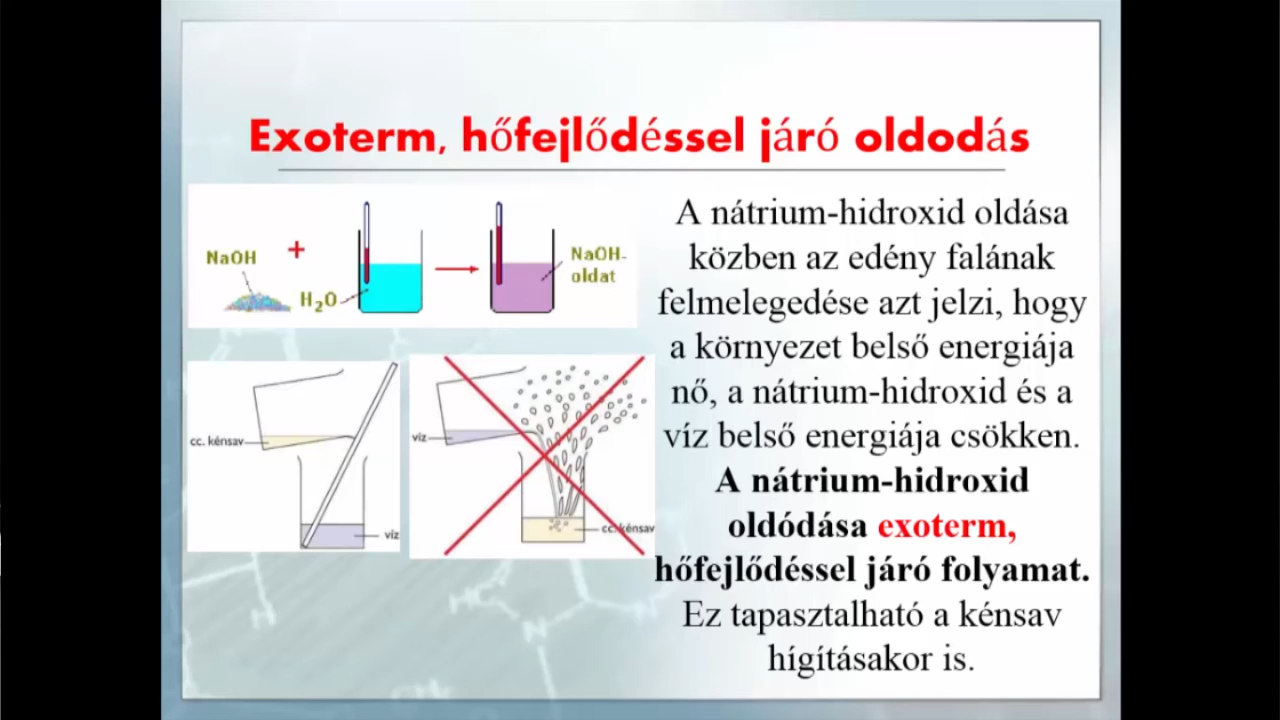 Exoterm, hőfejlődéssel járó oldodás
NaOH
+
H₂O
NaOH-
oldat
cc. kénsav
víz
víz
cc. kénsav
A nátrium-hidroxid oldása
közben az edény falának
felmelegedése azt jelzi, hogy
a környezet belső energiája
nő, a nátrium-hidroxid és a
víz belső energiája csökken.
A nátrium-hidroxid
oldódása exoterm,
hőfejlődéssel járó folyamat.
Ez tapasztalható a kénsav
hígításakor is.
HC
N
H
CH